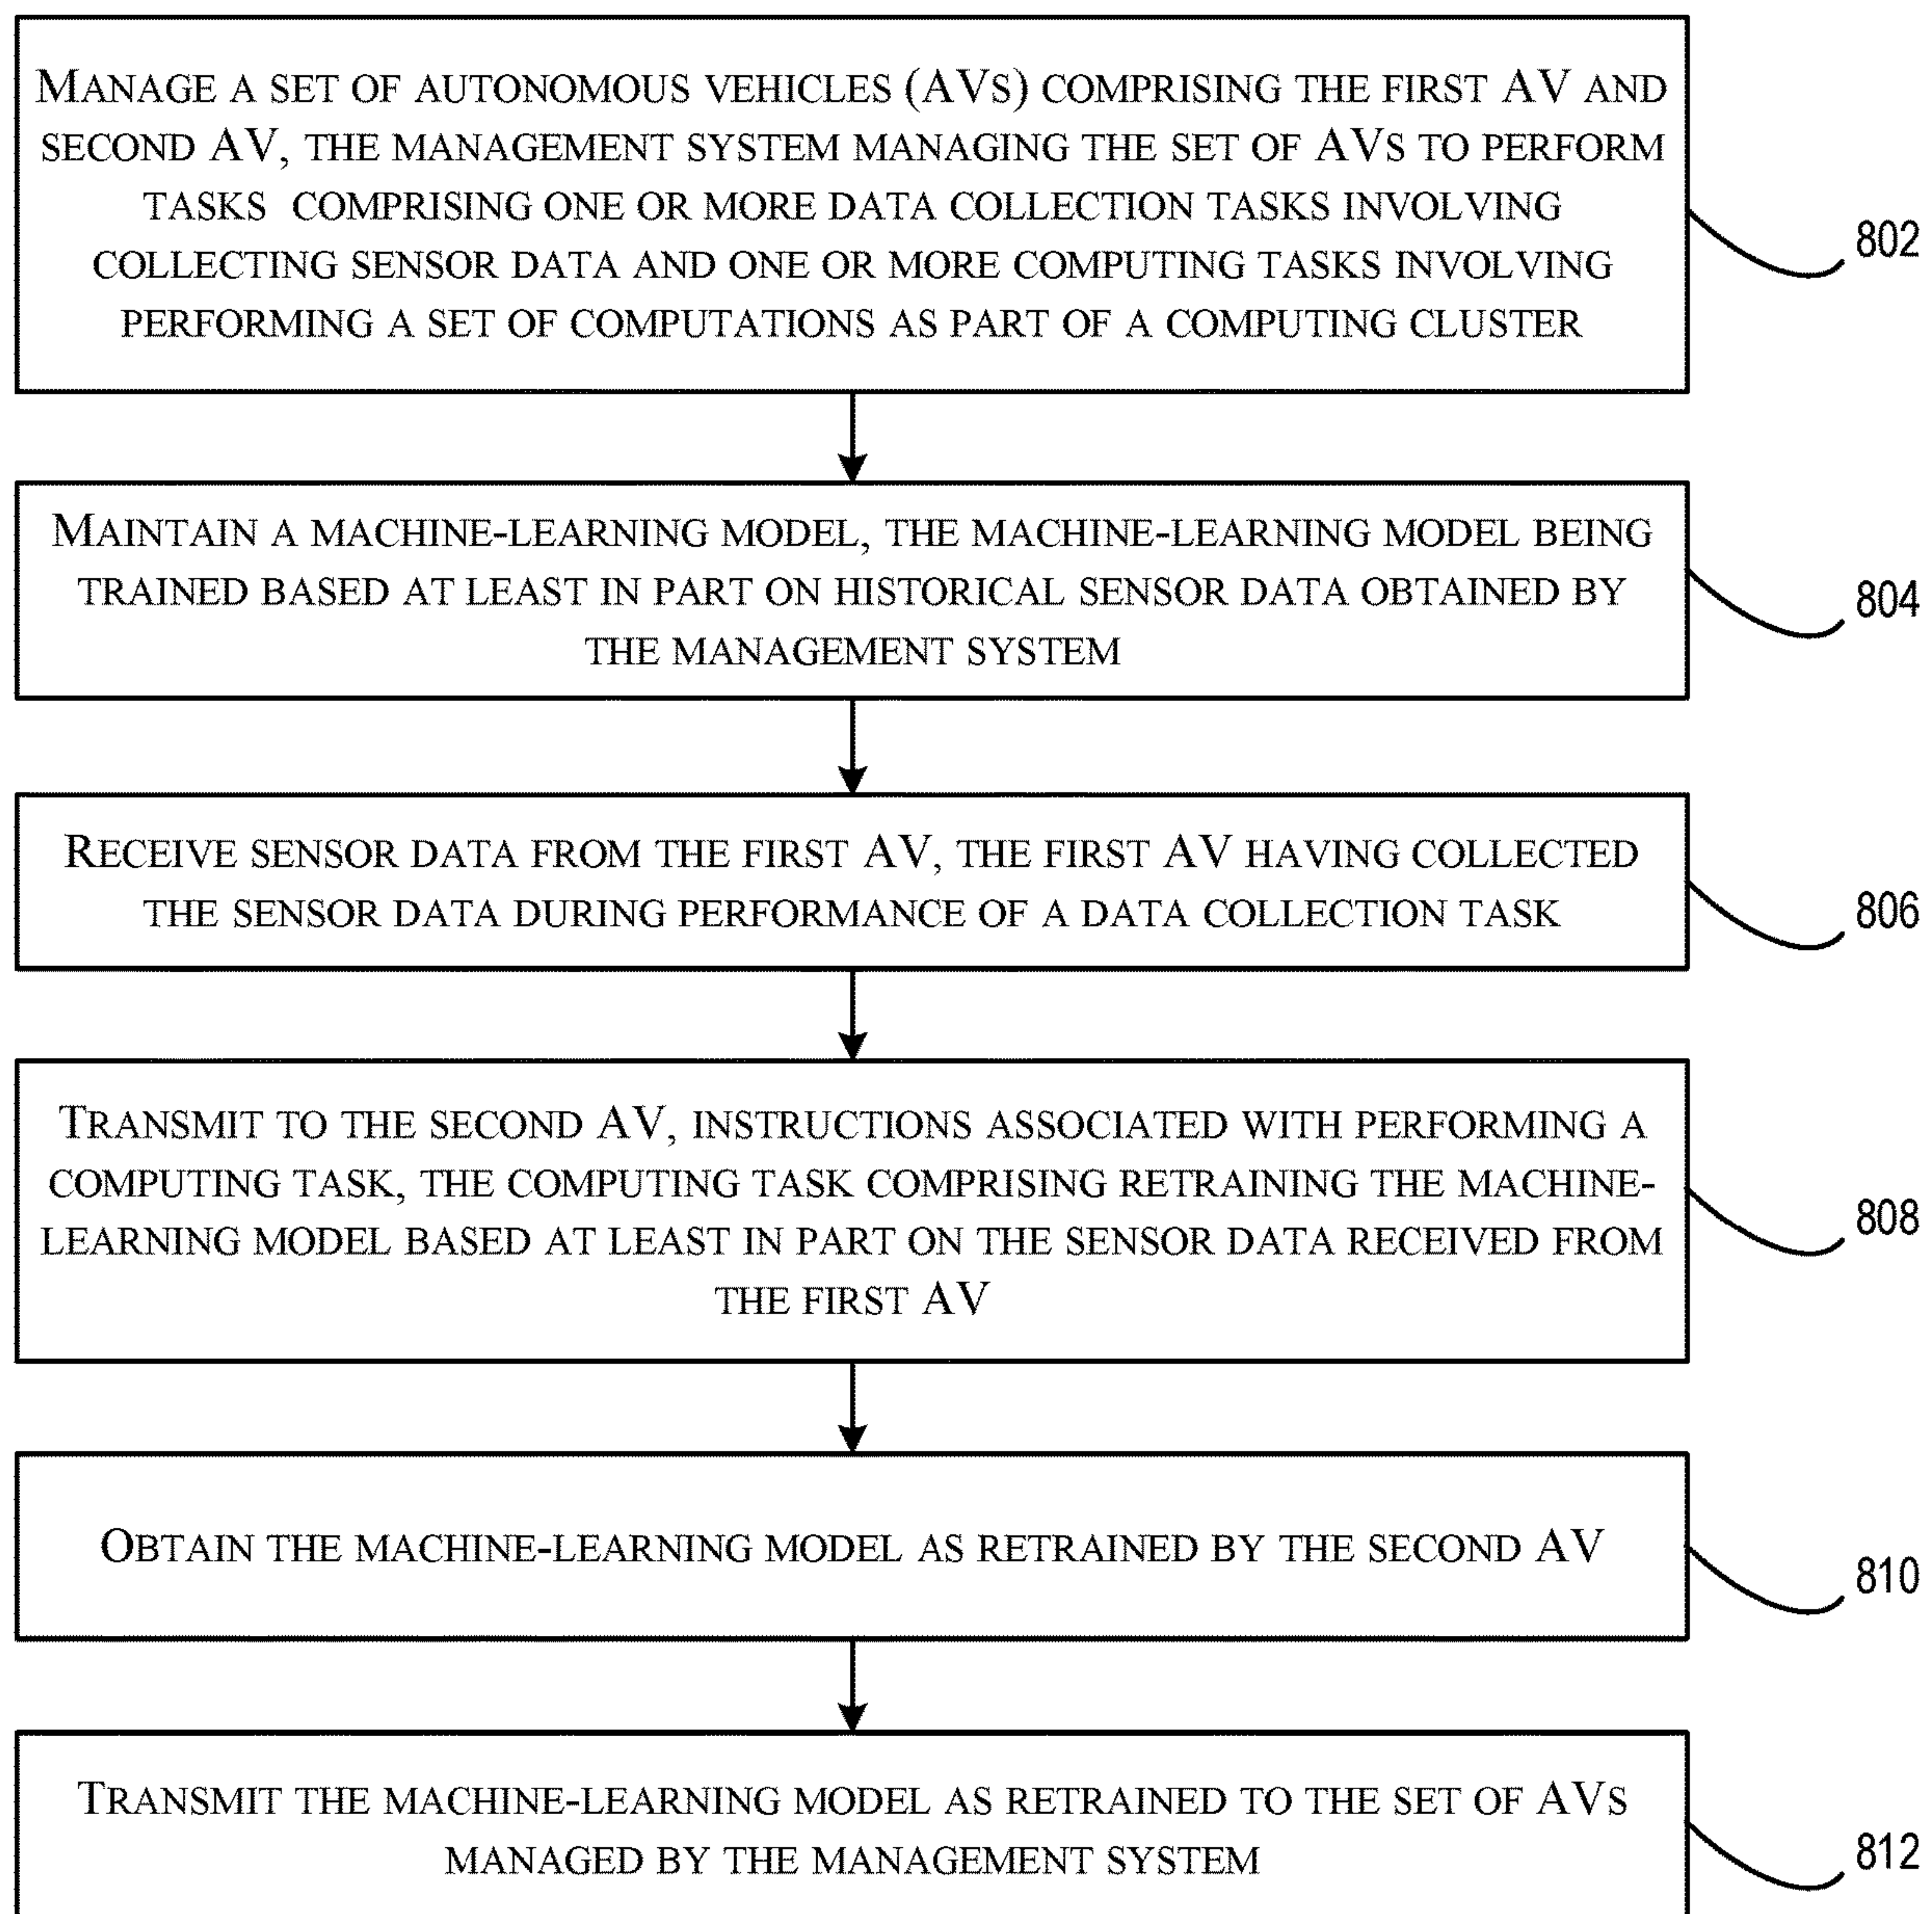 MANAGE A SET OF AUTONOMOUS VEHICLES (AVS) COMPRISING THE FIRST AV AND
SECOND AV, THE MANAGEMENT SYSTEM MANAGING THE SET OF AVS TO PERFORM
TASKS COMPRISING ONE OR MORE DATA COLLECTION TASKS INVOLVING
COLLECTING SENSOR DATA AND ONE OR MORE COMPUTING TASKS INVOLVING
PERFORMING A SET OF COMPUTATIONS AS PART OF A COMPUTING CLUSTER
802
MAINTAIN A MACHINE-LEARNING MODEL, THE MACHINE-LEARNING MODEL BEING
TRAINED BASED AT LEAST IN PART ON HISTORICAL SENSOR DATA OBTAINED BY
THE MANAGEMENT SYSTEM
804
RECEIVE SENSOR DATA FROM THE FIRST AV, THE FIRST AV HAVING COLLECTED
THE SENSOR DATA DURING PERFORMANCE OF A DATA COLLECTION TASK
806
TRANSMIT TO THE SECOND AV, INSTRUCTIONS ASSOCIATED WITH PERFORMING A
COMPUTING TASK, THE COMPUTING TASK COMPRISING RETRAINING THE MACHINE-
LEARNING MODEL BASED AT LEAST IN PART ON THE SENSOR DATA RECEIVED FROM
THE FIRST AV
808
OBTAIN THE MACHINE-LEARNING MODEL AS RETRAINED BY THE SECOND AV
810
TRANSMIT THE MACHINE-LEARNING MODEL AS RETRAINED TO THE SET OF AVS
MANAGED BY THE MANAGEMENT SYSTEM
812